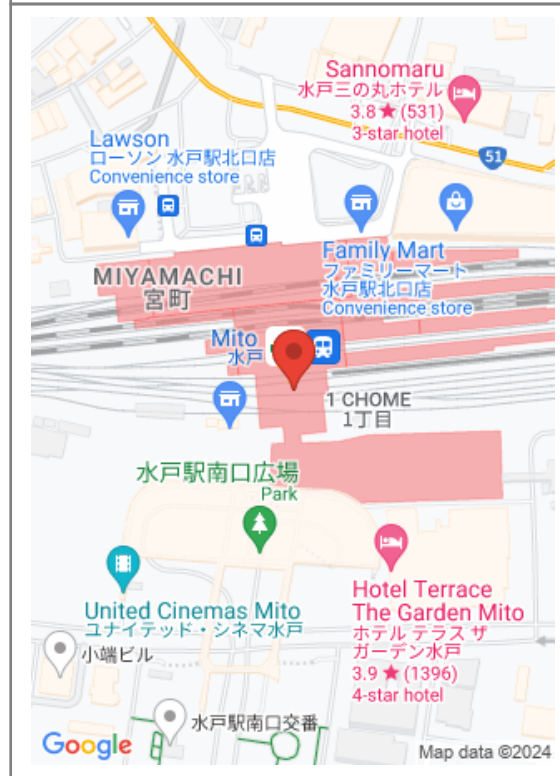 Sannomaru
水戸三の丸ホテル
3.8 ★ (531)
3-star hotel
51
Lawson
ローソン 水戸駅北口店
Convenience store
Family Mart
ファミリーマート
水戸駅北口店
Convenience store
MIYAMACHI
宮町
Mito
水戸
1 CHOME
1丁目
水戸駅南口広場
Park
United Cinemas Mito
ユナイテッド・シネマ水戸
Hotel Terrace
The Garden Mito
ホテル テラス ザ
ガーデン水戸
3.9 ★ (1396)
4-star hotel
小端ビル
水戸駅南口交番
Google
Map data ©2024